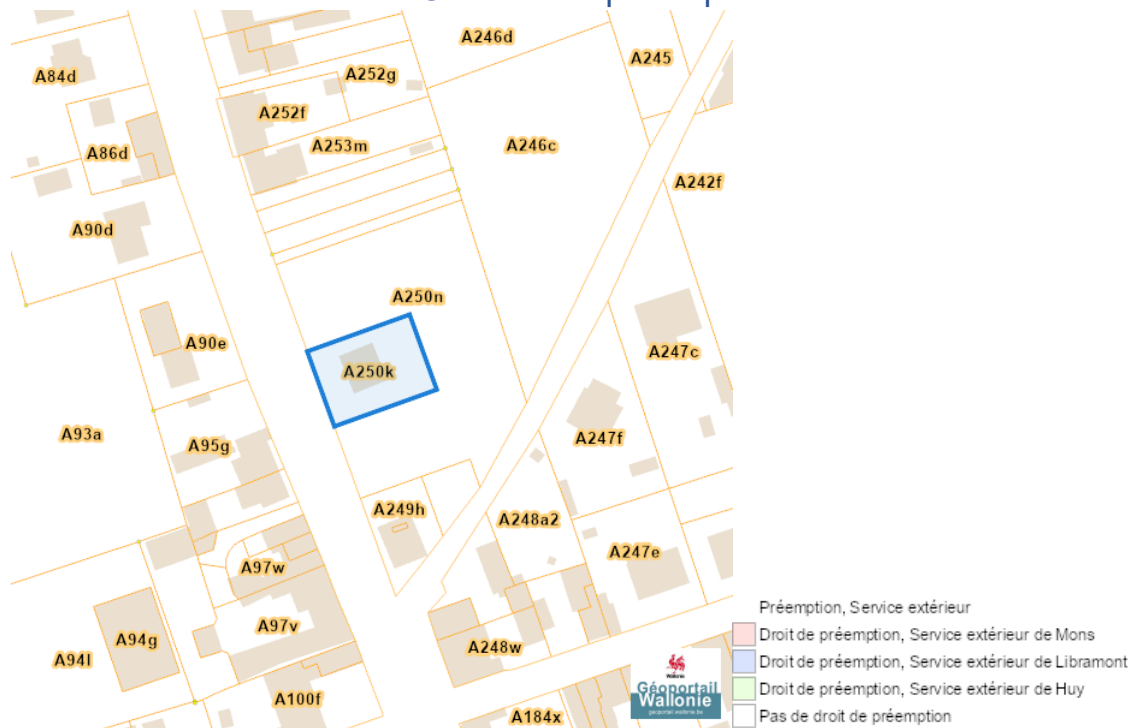 A246d
A245
A84d
A252g
A252f
A86d
A253m
A246c
A242f
A90d
A250n
A90e
A247c
A250k
A93a
A95g
A247f
A249h
A248a2
A97w
A247e
A94g
A97v
A94l
A248w
A100f
A184x
Wallonie
Géoportail
Wallonie
geoportail.wallonie.be
Préemption, Service extérieur
Droit de préemption, Service extérieur de Mons
Droit de préemption, Service extérieur de Libramont
Droit de préemption, Service extérieur de Huy
Pas de droit de préemption